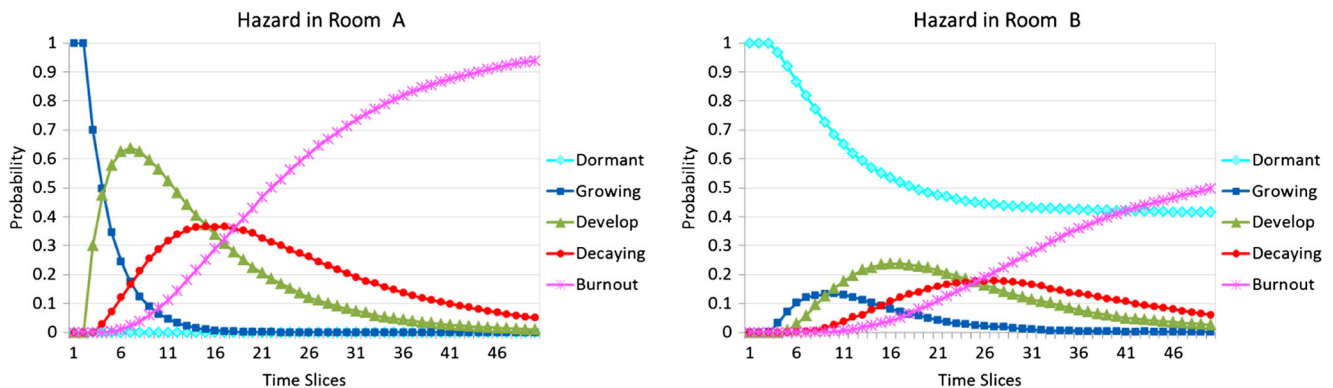 Hazard in Room A
1
0.9
0.8
0.7
0.6
0.5
0.4
0.3
0.2
0.1
0
Probability
1 6 11 16 21 26 31 36 41 46
Time Slices
Dormant
Growing
Develop
Decaying
Burnout
Hazard in Room B
1
0.9
0.8
0.7
0.6
0.5
0.4
0.3
0.2
0.1
0
Probability
1 6 11 16 21 26 31 36 41 46
Time Slices
Dormant
Growing
Develop
Decaying
Burnout